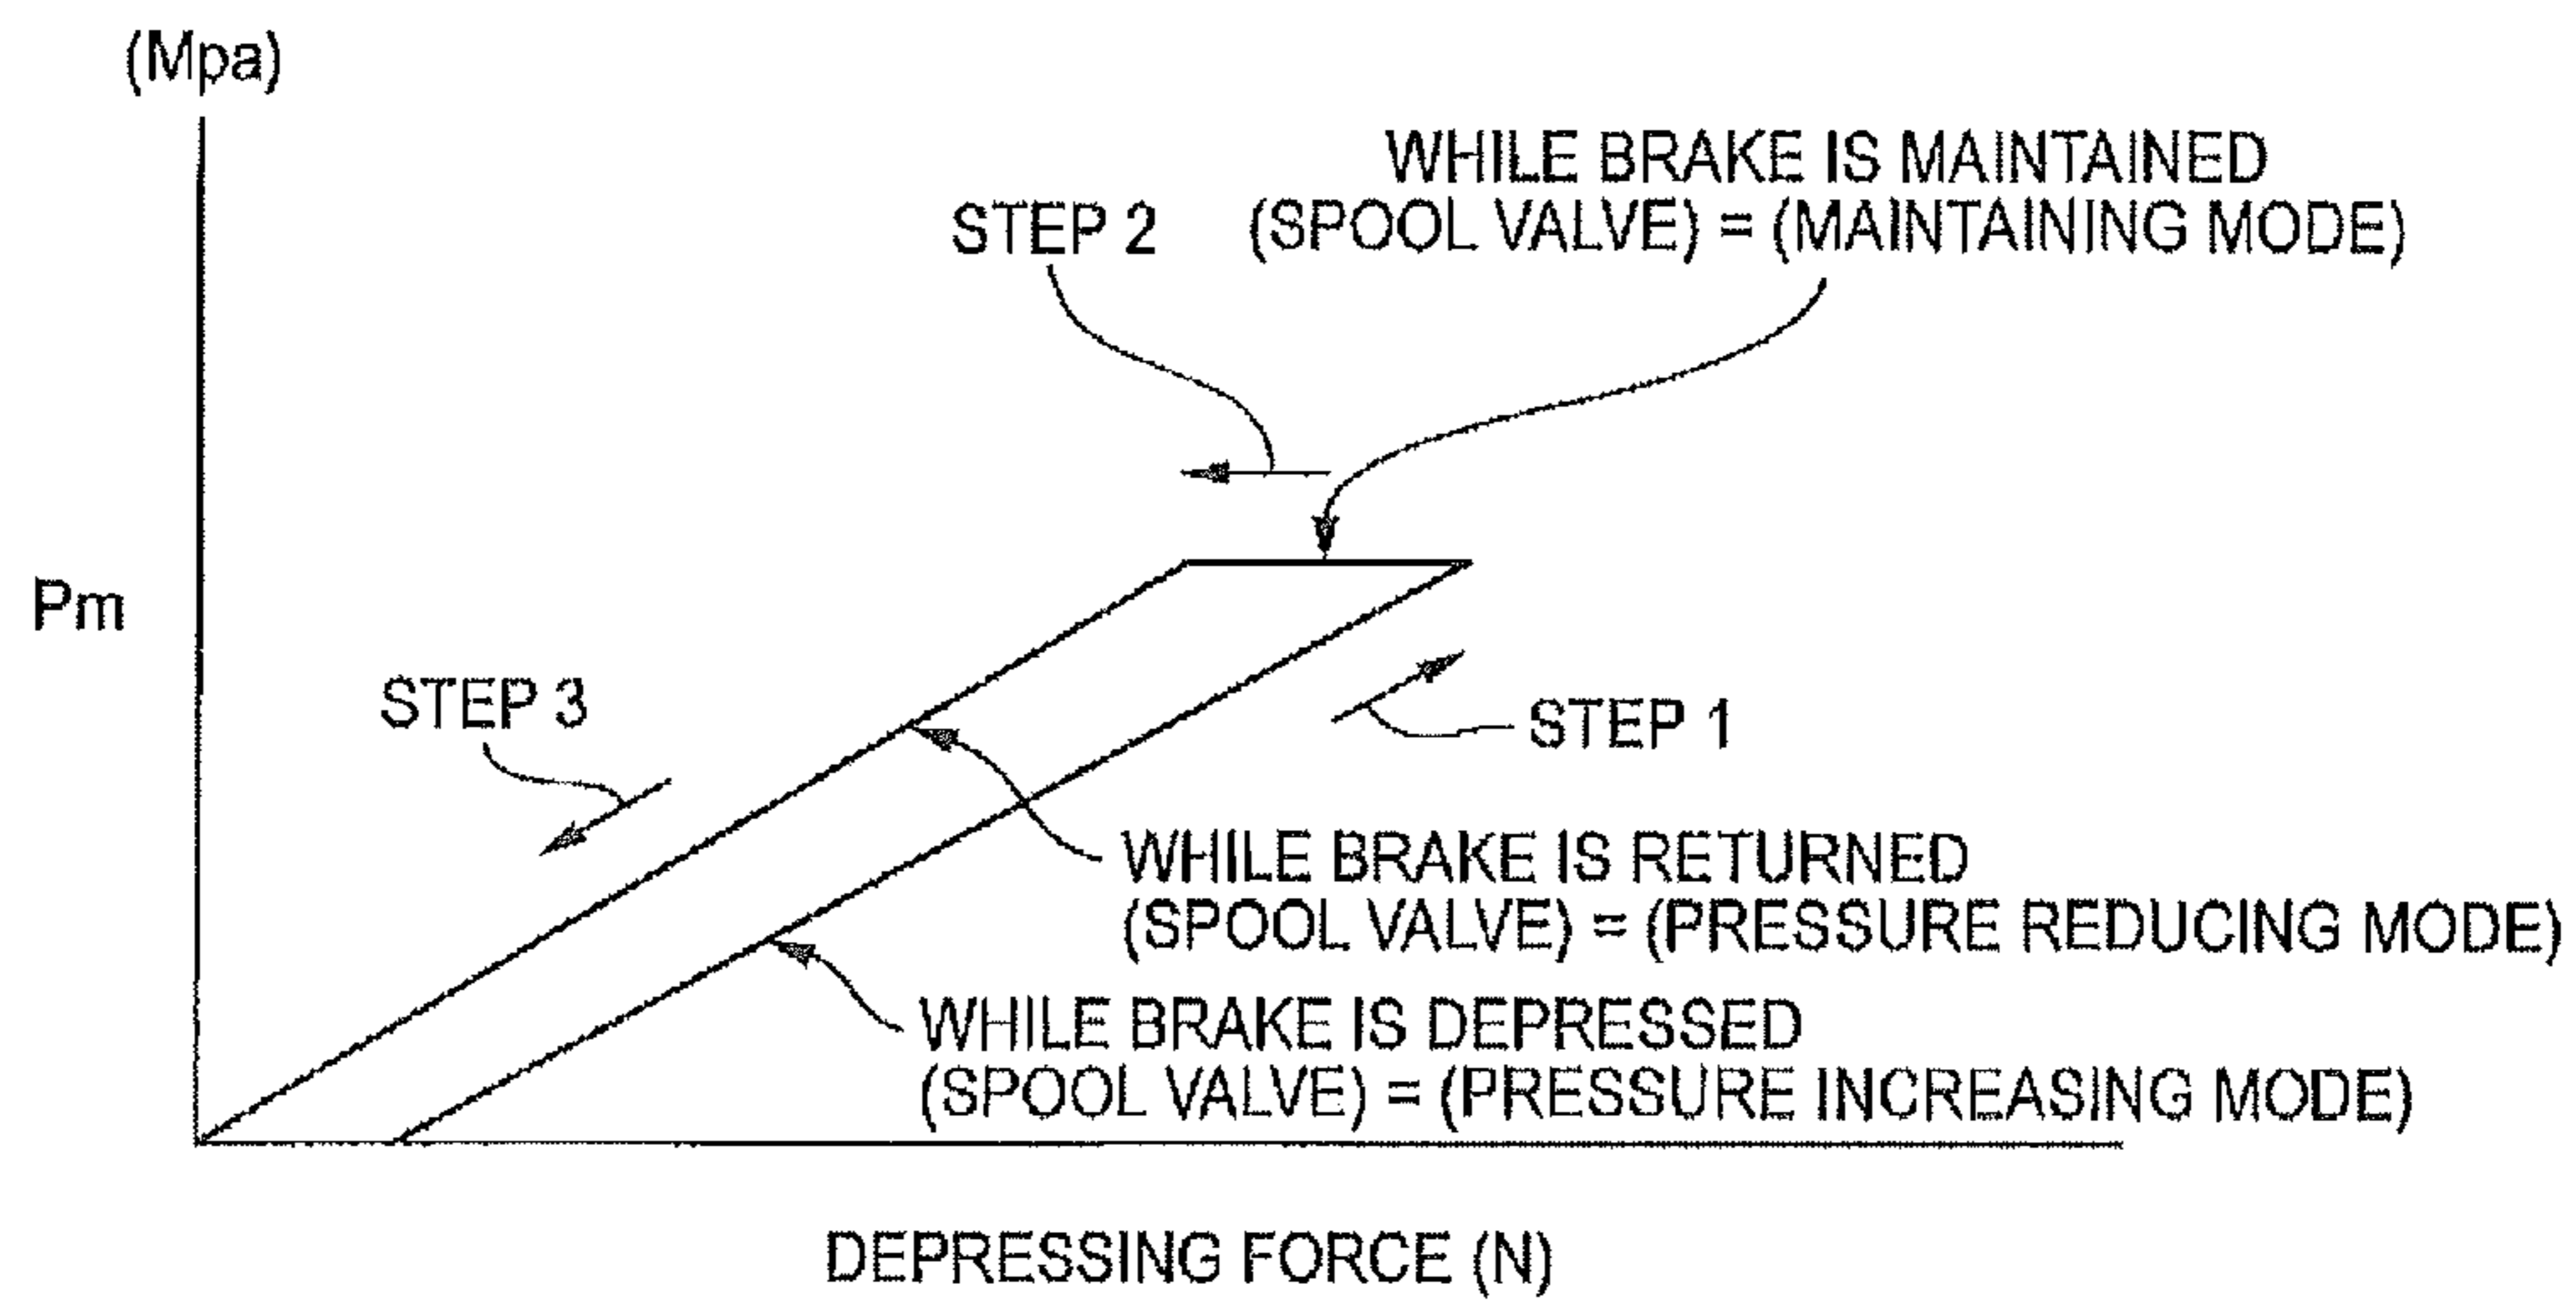 (Mpa)
WHILE BRAKE IS MAINTAINED
STEP 2
(SPOOL VALVE) = (MAINTAINING MODE)
Pm
STEP 3
STEP 1
WHILE BRAKE IS RETURNED
(SPOOL VALVE) = (PRESSURE REDUCING MODE)
WHILE BRAKE IS DEPRESSED
(SPOOL VALVE) = (PRESSURE INCREASING MODE)
DEPRESSING FORCE (N)